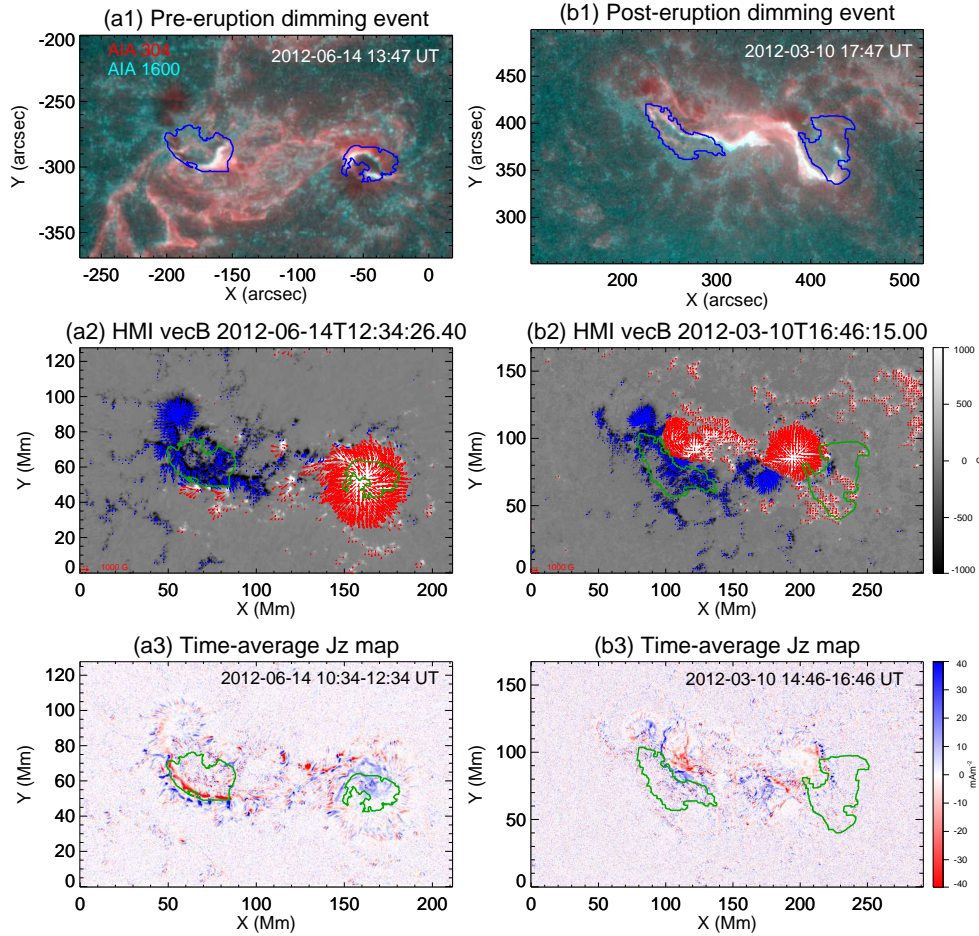 (a1) Pre-eruption dimming event
AIA 304
AIA 1600
2012-06-14 13:47 UT
-200
-250
-300
-350
Y (arcsec)
-250 -200 -150 -100 -50 0
X (arcsec)
(b1) Post-eruption dimming event
2012-03-10 17:47 UT
450
400
350
300
Y (arcsec)
200 300 400 500
X (arcsec)
(a2) HMI vecB 2012-06-14T12:34:26.40
120
100
80
60
40
20
0
Y (Mm)
1000 G
0 50 100 150 200
X (Mm)
(b2) HMI vecB 2012-03-10T16:46:15.00
150
100
50
0
Y (Mm)
1000 G
0 50 100 150 200 250
X (Mm)
1000
500
0
-500
-1000
(a3) Time-average Jz map
2012-06-14 10:34-12:34 UT
120
100
80
60
40
20
0
Y (Mm)
0 50 100 150 200
X (Mm)
(b3) Time-average Jz map
2012-03-10 14:46-16:46 UT
150
100
50
0
Y (Mm)
0 50 100 150 200 250
X (Mm)
40
30
20
10
0
-10
-20
-30
-40
mAm⁻²